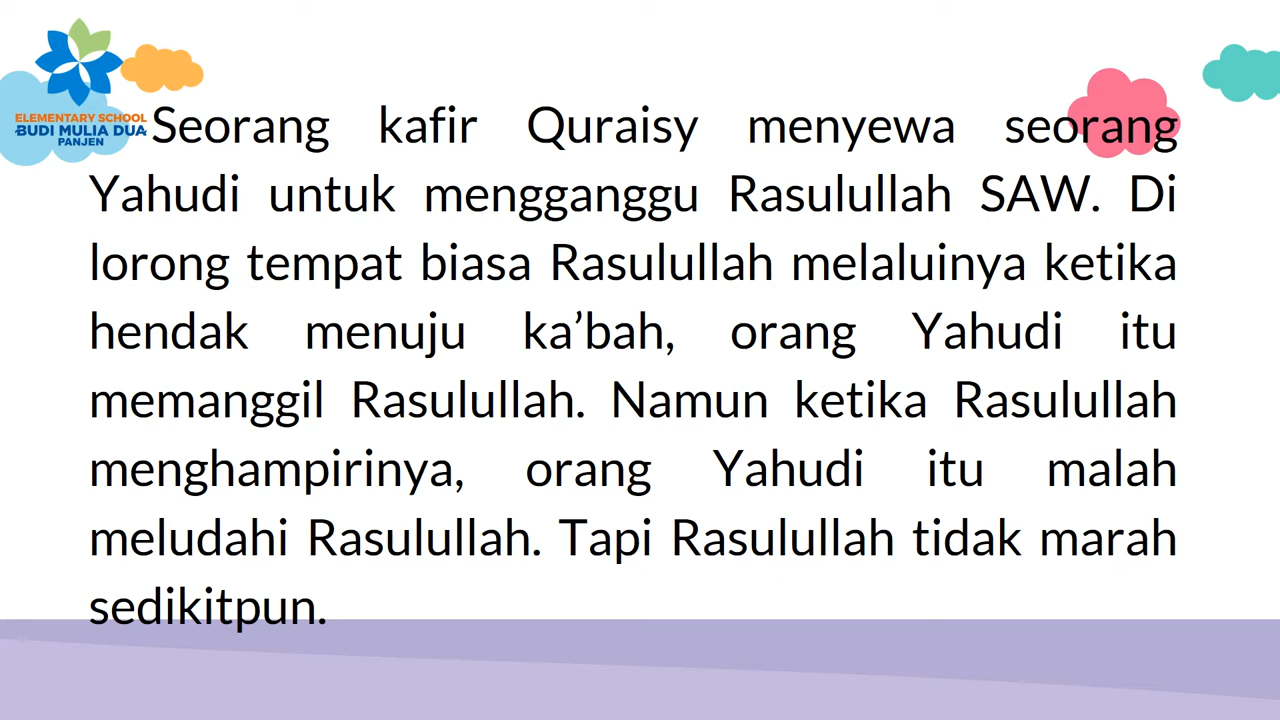 ELEMENTARY SCHOOL
BUDI MULIA DUA
PANJEN
Seorang kafir Quraisy menyewa seorang
Yahudi untuk mengganggu Rasulullah SAW. Di
lorong tempat biasa Rasulullah melaluinya ketika
hendak menuju ka’bah, orang Yahudi itu
memanggil Rasulullah. Namun ketika Rasulullah
menghampirinya, orang Yahudi itu malah
meludahi Rasulullah. Tapi Rasulullah tidak marah
sedikitpun.